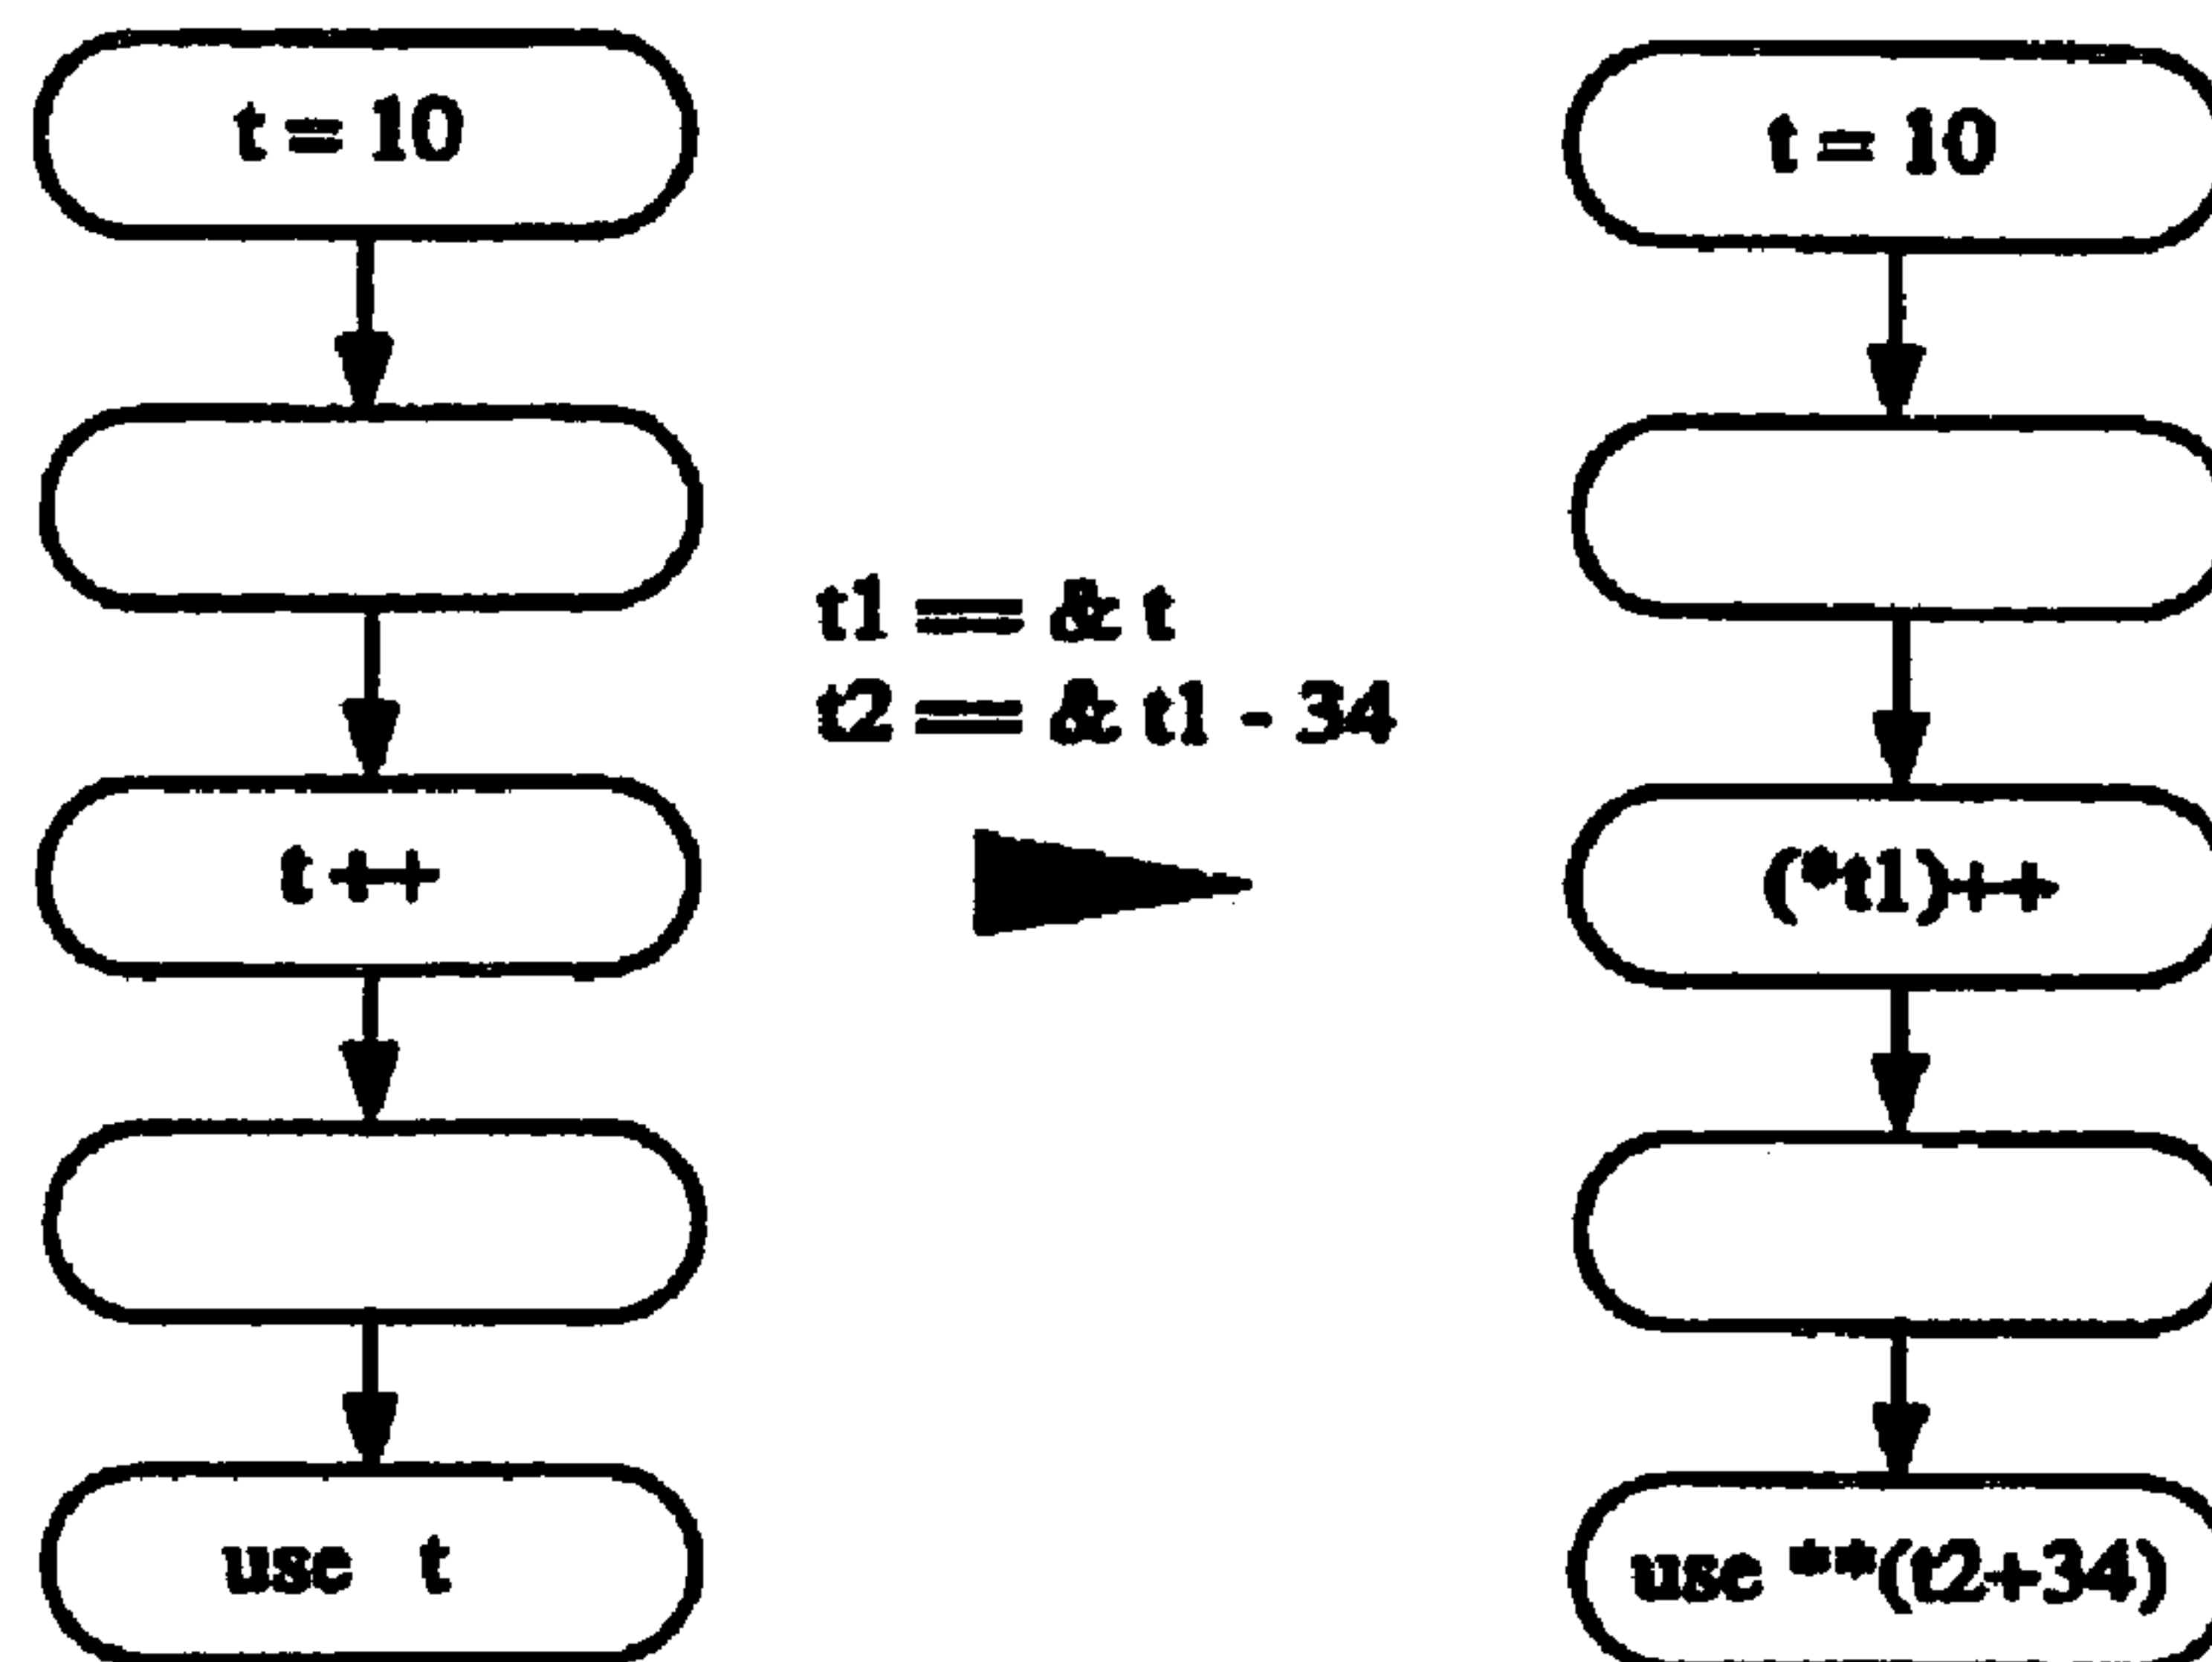 t = 10
t ++
use t
t1 == & t
t2 == & t1 - 34
t = 10
(*t1)++
use **(t2+34)